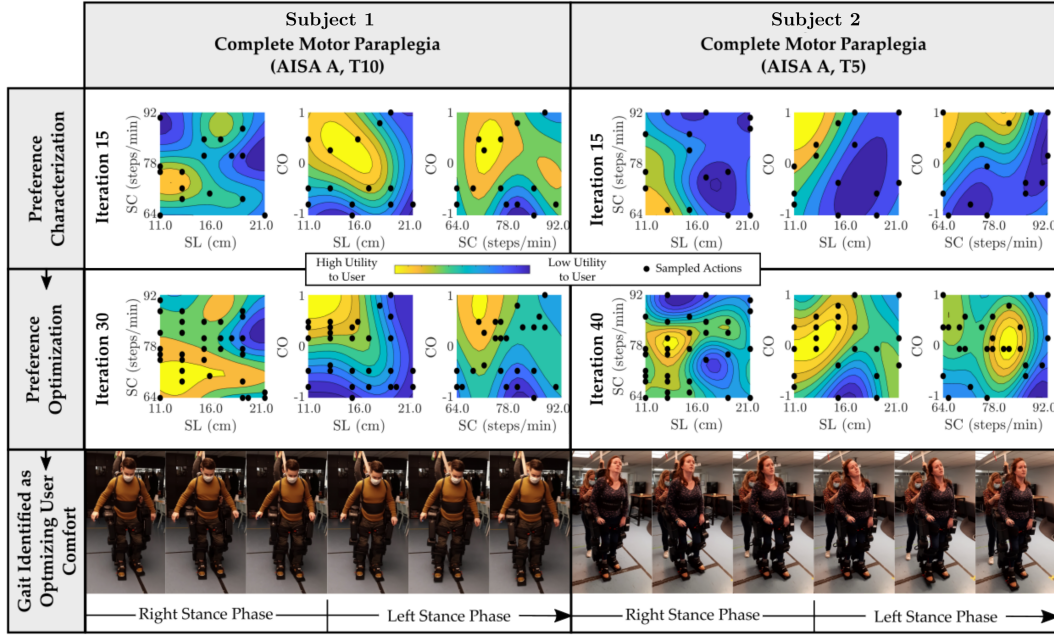 Subject 1
Complete Motor Paraplegia
(AISA A, T10)
Subject 2
Complete Motor Paraplegia
(AISA A, T5)
Preference
Characterization
Iteration 15
SC (steps/min)
92
78
64
11.0 16.0 21.0
SL (cm)
CO
1
0
-1
11.0 16.0 21.0
SL (cm)
CO
1
0
-1
64.0 78.0 92.0
SC (steps/min)
Iteration 15
SC (steps/min)
92
78
64
11.0 16.0 21.0
SL (cm)
CO
1
0
-1
11.0 16.0 21.0
SL (cm)
CO
1
0
-1
64.0 78.0 92.0
SC (steps/min)
High Utility
to User
Low Utility
to User
Sampled Actions
Preference
Optimization
Iteration 30
SC (steps/min)
92
78
64
11.0 16.0 21.0
SL (cm)
CO
1
0
-1
11.0 16.0 21.0
SL (cm)
CO
1
0
-1
64.0 78.0 92.0
SC (steps/min)
Iteration 40
SC (steps/min)
92
78
64
11.0 16.0 21.0
SL (cm)
CO
1
0
-1
11.0 16.0 21.0
SL (cm)
CO
1
0
-1
64.0 78.0 92.0
SC (steps/min)
Gait Identified as
Optimizing User
Comfort
Right Stance Phase
Left Stance Phase
Right Stance Phase
Left Stance Phase